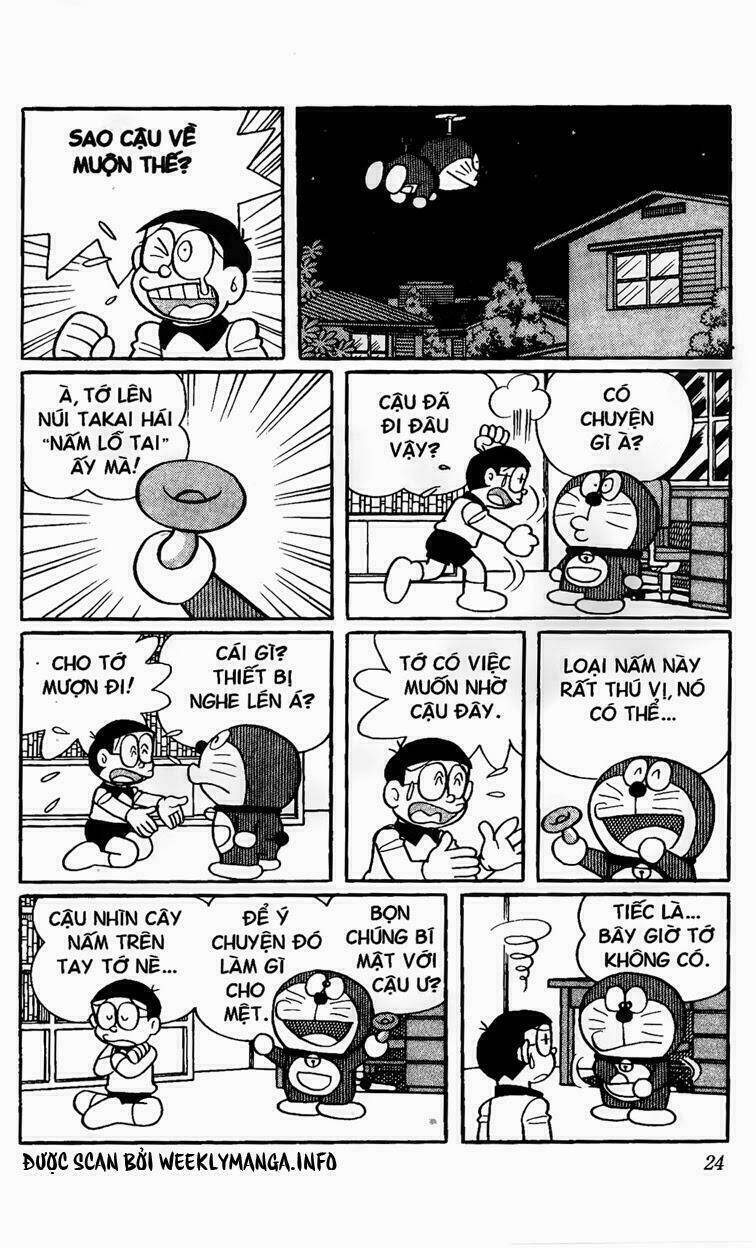 SAO CẬU VỀ
MUỘN THẾ?
CÓ
CHUYỆN
GÌ À?
CẬU ĐÃ
ĐI ĐÂU
VẬY?
À, TỚ LÊN
NÚI TAKAI HÁI
"NẤM LỖ TAI"
ẤY MÀ!
LOẠI NẤM NÀY
RẤT THÚ VỊ, NÓ
CÓ THỂ...
TỚ CÓ VIỆC
MUỐN NHỜ
CẬU ĐÂY.
CÁI GÌ?
THIẾT BỊ
NGHE LÉN Á?
CHO TỚ
MƯỢN ĐI!
TIẾC LÀ...
BÂY GIỜ TỚ
KHÔNG CÓ.
BỌN
CHÚNG BÍ
MẬT VỚI
CẬU Ư?
ĐỂ Ý
CHUYỆN ĐÓ
LÀM GÌ
CHO
MỆT.
CẬU NHÌN CÂY
NẤM TRÊN
TAY TỚ NÈ...
ĐƯỢC SCAN BỞI WEEKLYMANGA.INFO
24